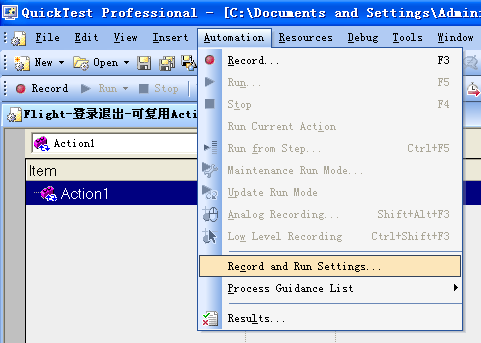 QuickTest Professional - [C:\Documents and Settings\Admin
File Edit View Insert Automation Resources Debug Tools Window
New Open
Record Run Stop
Flight-登录退出-可复用Acti
Action1
Item
Action1
Record... F3
Run... F5
Stop F4
Run Current Action
Run from Step... Ctrl+F5
Maintenance Run Mode...
Update Run Mode
Analog Recording... Shift+Alt+F3
Low Level Recording Ctrl+Shift+F3
Record and Run Settings...
Process Guidance List
Results...